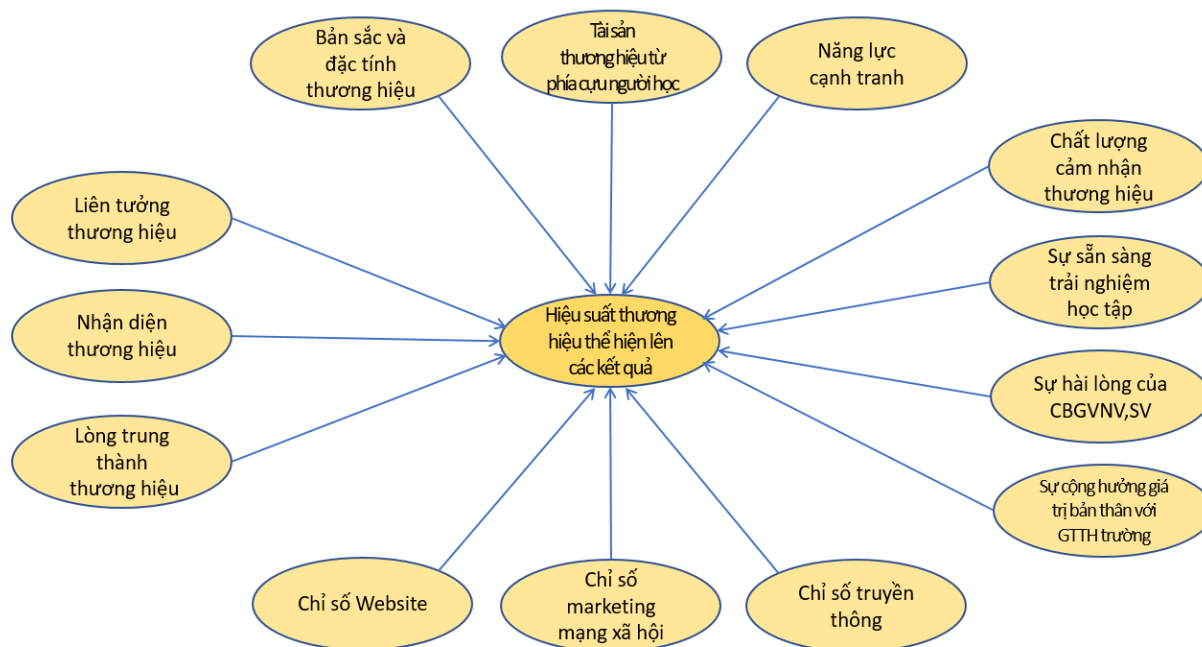 Bản sắc và
đặc tính
thương hiệu
Tài sản
thương hiệu từ
phía cựu người học
Năng lực
cạnh tranh
Chất lượng
cảm nhận
thương hiệu
Liên tưởng
thương hiệu
Sự sẵn sàng
trải nghiệm
học tập
Nhận diện
thương hiệu
Hiệu suất thương
hiệu thể hiện lên
các kết quả
Sự hài lòng của
CBGVNV,SV
Lòng trung
thành
thương hiệu
Sự cộng hưởng giá
trị bản thân với
GTTH trường
Chỉ số Website
Chỉ số
marketing
mạng xã hội
Chỉ số truyền
thông